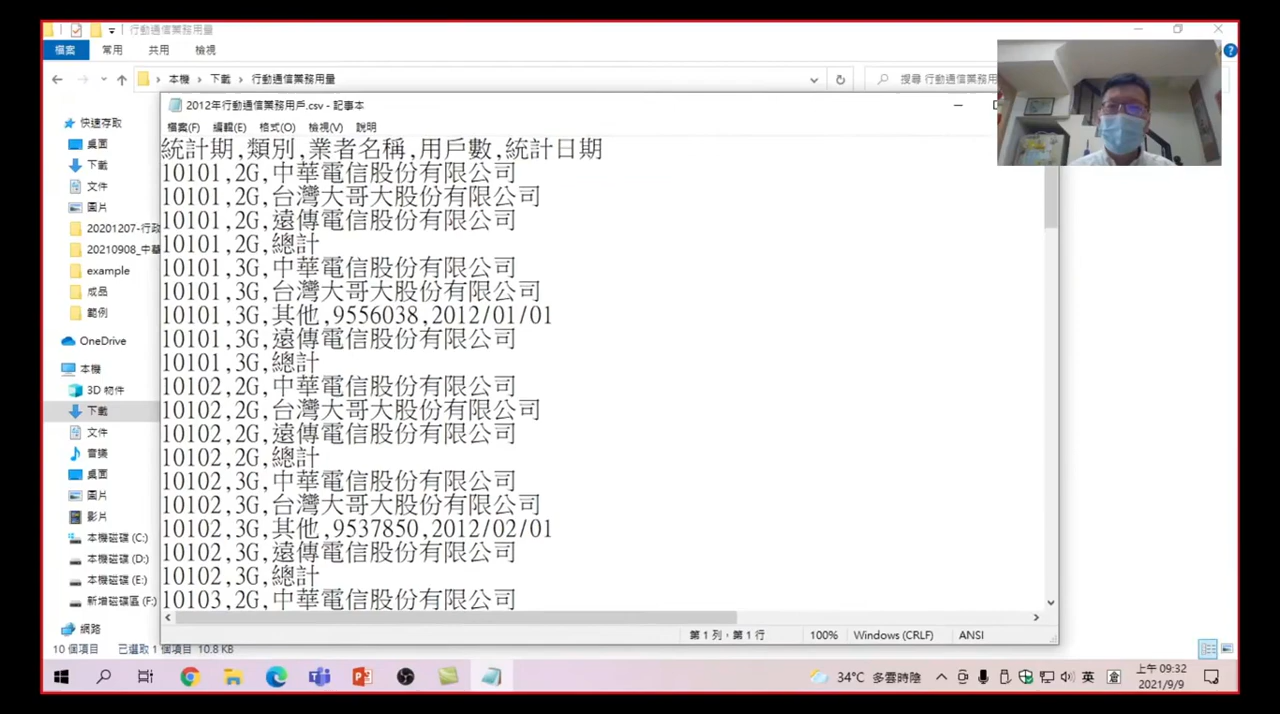 行動通信業務用量
檔案 常用 共用 檢視
本機 › 下載 › 行動通信業務用量
搜尋 行動通信業務用
2012年行動通信業務用戶.csv - 記事本
檔案(F) 編輯(E) 格式(O) 檢視(V) 說明
統計期,類別,業者名稱,用戶數,統計日期
10101,2G,中華電信股份有限公司
10101,2G,台灣大哥大股份有限公司
10101,2G,遠傳電信股份有限公司
10101,2G,總計
10101,3G,中華電信股份有限公司
10101,3G,台灣大哥大股份有限公司
10101,3G,其他,9556038,2012/01/01
10101,3G,遠傳電信股份有限公司
10101,3G,總計
10102,2G,中華電信股份有限公司
10102,2G,台灣大哥大股份有限公司
10102,2G,遠傳電信股份有限公司
10102,2G,總計
10102,3G,中華電信股份有限公司
10102,3G,台灣大哥大股份有限公司
10102,3G,其他,9537850,2012/02/01
10102,3G,遠傳電信股份有限公司
10102,3G,總計
10103,2G,中華電信股份有限公司
快速存取
桌面
下載
文件
圖片
20201207-行政
20210908_中華
example
成品
範例
OneDrive
本機
3D 物件
下載
文件
音樂
桌面
圖片
影片
本機磁碟 (C:)
本機磁碟 (D:)
本機磁碟 (E:)
新增磁碟區 (F:)
網路
第 1 列，第 1 行 100% Windows (CRLF) ANSI
10 個項目 已選取 1 個項目 10.8 KB
34°C 多雲時陰 英 倉 上午 09:32
2021/9/9